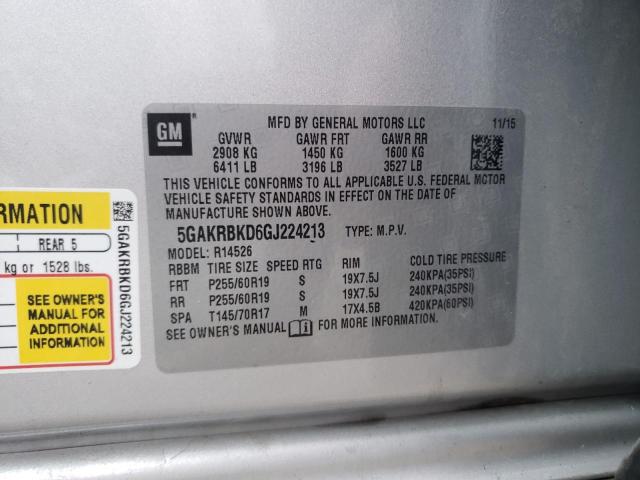 GM
MFD BY GENERAL MOTORS LLC 11/15
GVWR GAWR FRT GAWR RR
2908 KG 1450 KG 1600 KG
6411 LB 3196 LB 3527 LB
THIS VEHICLE CONFORMS TO ALL APPLICABLE U.S. FEDERAL MOTOR
VEHICLE SAFETY STANDARDS IN EFFECT ON THE DATE OF
MANUFACTURE SHOWN ABOVE.
5GAKRBKD6GJ224213 TYPE: M.P.V.
MODEL: R14526
RBBM TIRE SIZE SPEED RTG RIM COLD TIRE PRESSURE
FRT P255/60R19 S 19X7.5J 240KPA(35PSI)
RR P255/60R19 S 19X7.5J 240KPA(35PSI)
SPA T145/70R17 M 17X4.5B 420KPA(60PSI)
SEE OWNER'S MANUAL FOR MORE INFORMATION.
RMATION
REAR 5
kg or 1528 lbs.
SEE OWNER'S
MANUAL FOR
ADDITIONAL
INFORMATION
5GAKRBKD6GJ224213